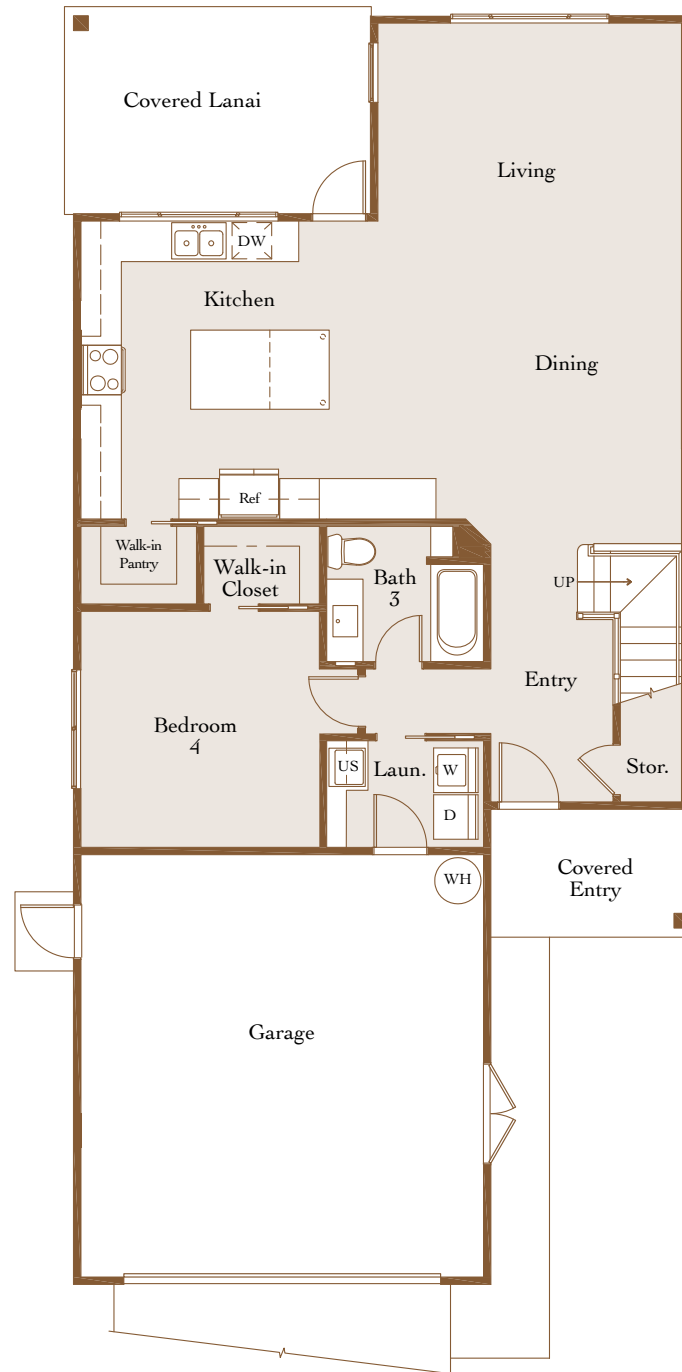 Covered Lanai
Living
DW
Kitchen
Dining
Ref
Walk-in
Pantry
Walk-in
Closet
Bath
3
UP
Entry
Bedroom
4
US
Laun.
W
Stor.
D
WH
Covered
Entry
Garage